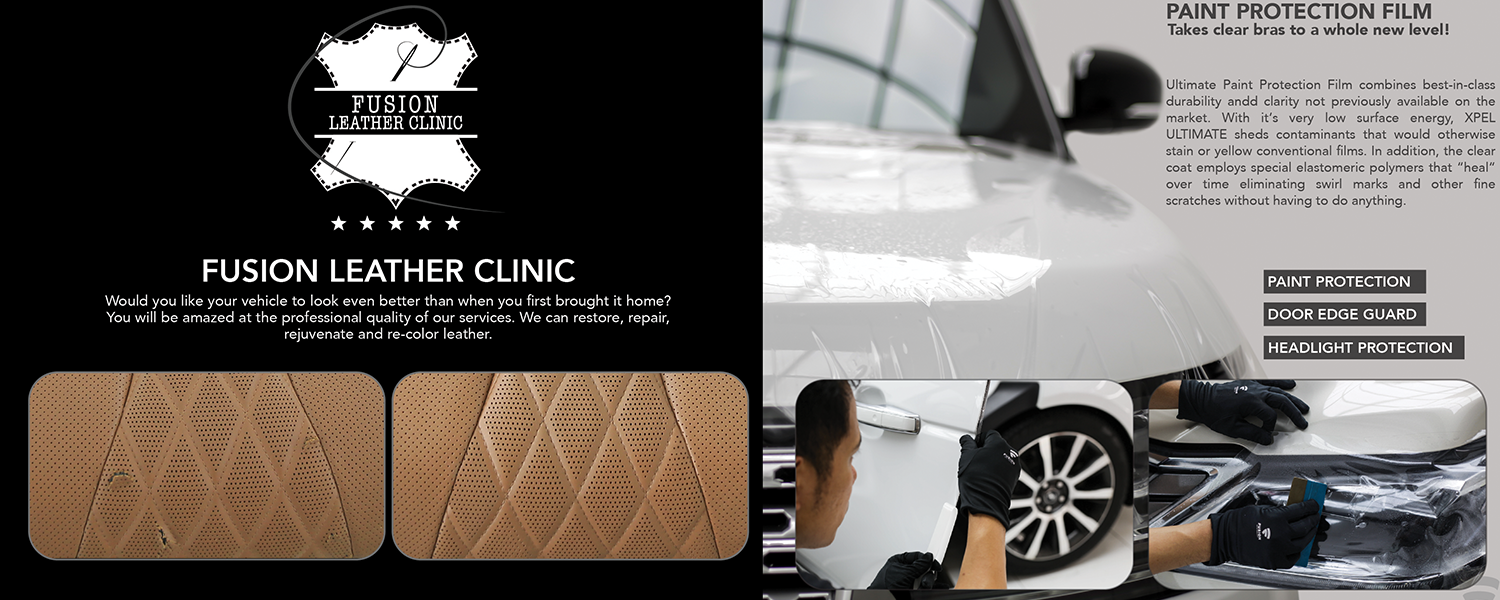 FUSION
LEATHER CLINIC
FUSION LEATHER CLINIC
Would you like your vehicle to look even better than when you first brought it home?
You will be amazed at the professional quality of our services. We can restore, repair,
rejuvenate and re-color leather.
PAINT PROTECTION FILM
Takes clear bras to a whole new level!
Ultimate Paint Protection Film combines best-in-class
durability andd clarity not previously available on the
market. With it's very low surface energy, XPEL
ULTIMATE sheds contaminants that would otherwise
stain or yellow conventional films. In addition, the clear
coat employs special elastomeric polymers that "heal"
over time eliminating swirl marks and other fine
scratches without having to do anything.
PAINT PROTECTION
DOOR EDGE GUARD
HEADLIGHT PROTECTION